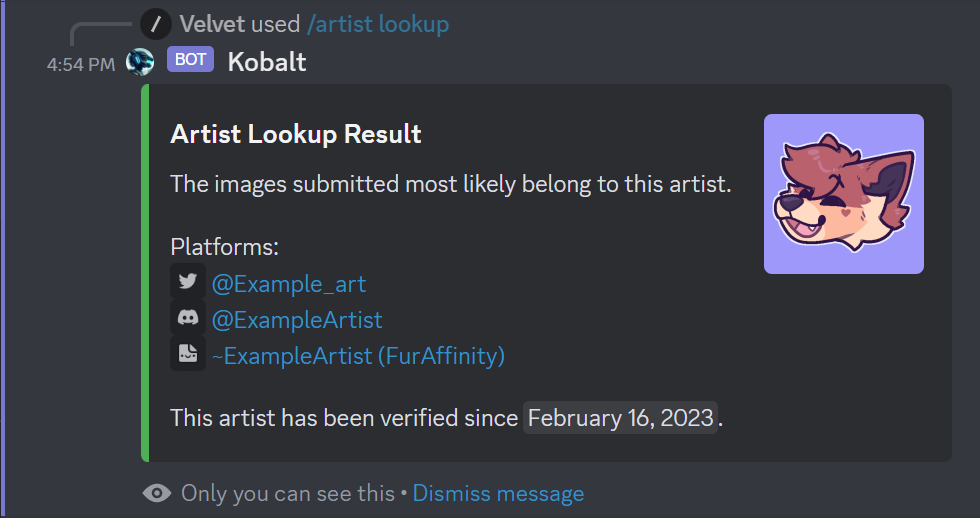 / Velvet used /artist lookup
4:54 PM BOT Kobalt
Artist Lookup Result
The images submitted most likely belong to this artist.
Platforms:
@Example_art
@ExampleArtist
~ExampleArtist (FurAffinity)
This artist has been verified since February 16, 2023.
Only you can see this • Dismiss message